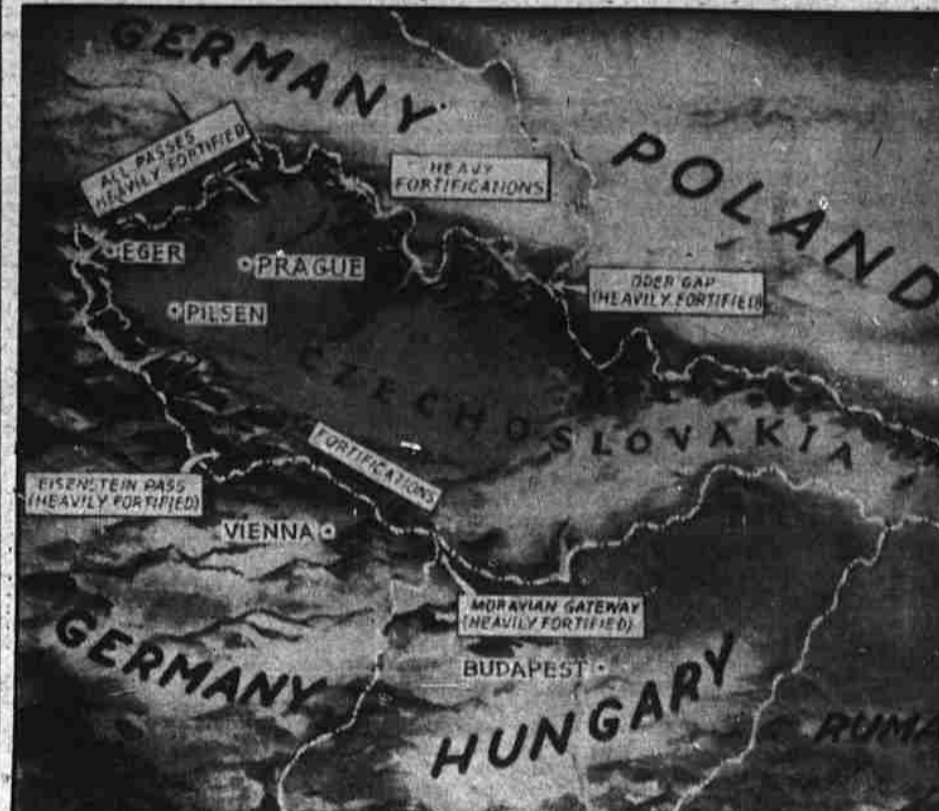 GERMANY
POLAND
ALL PASSES
HEAVILY FORTIFIED
HEAVY
FORTIFICATIONS
EGER
PRAGUE
ODER GAP
(HEAVILY FORTIFIED)
PILSEN
CZECHOSLOVAKIA
FORTIFICATIONS
EISENSTEIN PASS
(HEAVILY FORTIFIED)
VIENNA
MORAVIAN GATEWAY
(HEAVILY FORTIFIED)
GERMANY
BUDAPEST
HUNGARY
RUMA